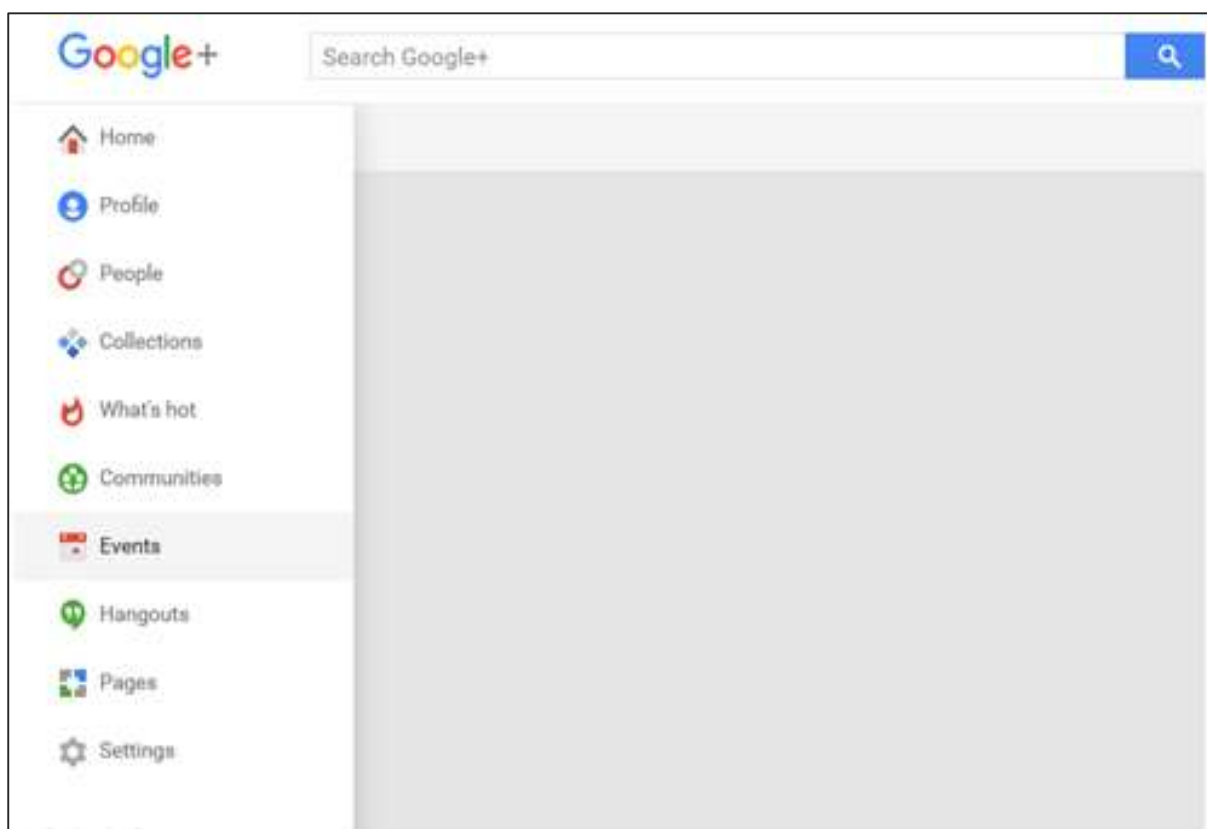 Google+
Search Google+
Home
Profile
People
Collections
What's hot
Communities
Events
Hangouts
Pages
Settings